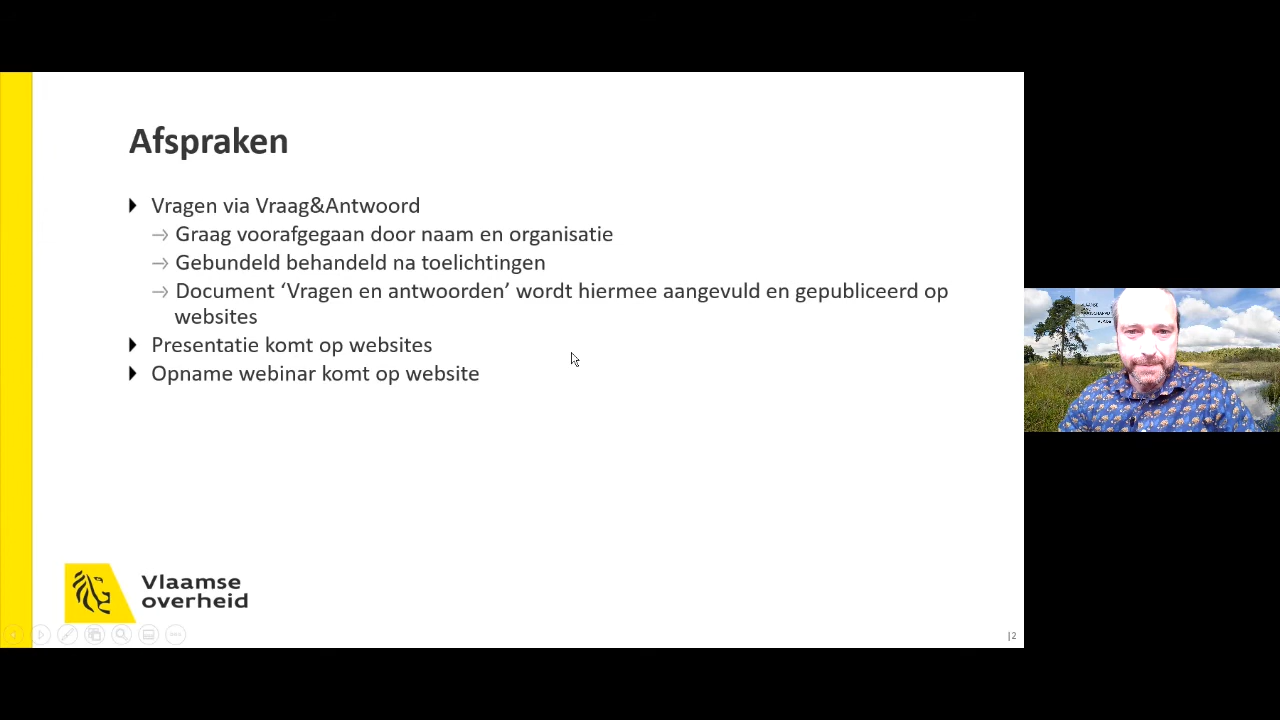 Afspraken
Vragen via Vraag&Antwoord
Graag voorafgegaan door naam en organisatie
Gebundeld behandeld na toelichtingen
Document ‘Vragen en antwoorden’ wordt hiermee aangevuld en gepubliceerd op
websites
Presentatie komt op websites
Opname webinar komt op website
Vlaamse
overheid
|2